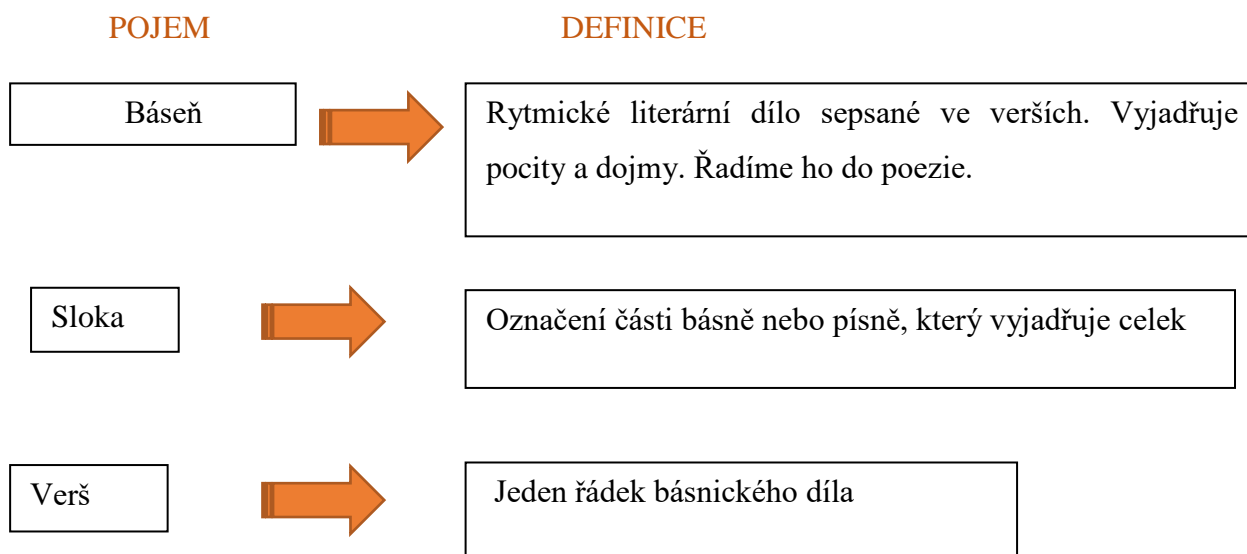 POJEM DEFINICE
Báseň
Rytmické literární dílo sepsané ve verších. Vyjadřuje
pocity a dojmy. Řadíme ho do poezie.
Sloka
Označení části básně nebo písně, který vyjadřuje celek
Verš
Jeden řádek básnického díla